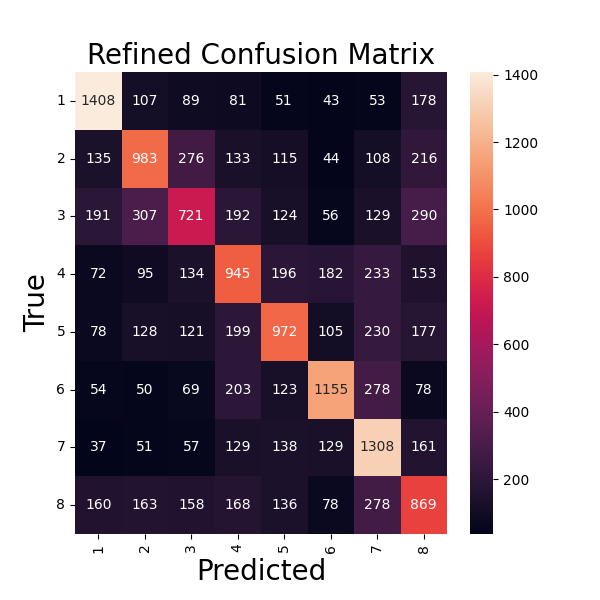 Refined Confusion Matrix
1 1408 107 89 81 51 43 53 178
2 135 983 276 133 115 44 108 216
3 191 307 721 192 124 56 129 290
4 72 95 134 945 196 182 233 153
5 78 128 121 199 972 105 230 177
6 54 50 69 203 123 1155 278 78
7 37 51 57 129 138 129 1308 161
8 160 163 158 168 136 78 278 869
1 2 3 4 5 6 7 8
True
Predicted
1400
1200
1000
800
600
400
200